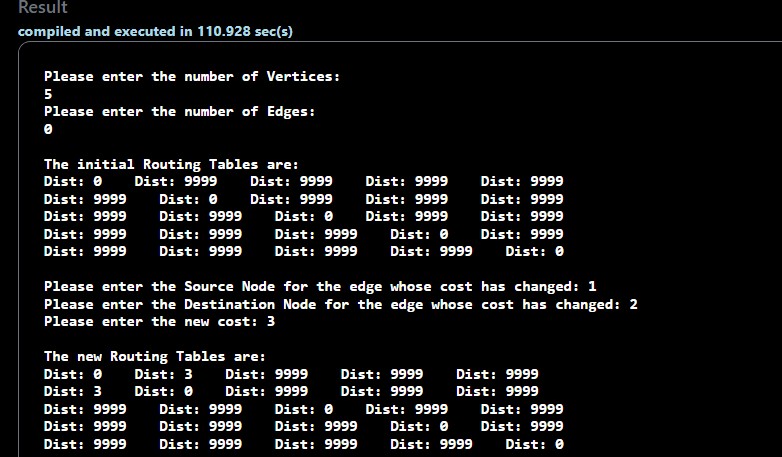 Result
compiled and executed in 110.928 sec(s)
Please enter the number of Vertices:
5
Please enter the number of Edges:
0
The initial Routing Tables are:
Dist: 0    Dist: 9999    Dist: 9999    Dist: 9999    Dist: 9999
Dist: 9999    Dist: 0    Dist: 9999    Dist: 9999    Dist: 9999
Dist: 9999    Dist: 9999    Dist: 0    Dist: 9999    Dist: 9999
Dist: 9999    Dist: 9999    Dist: 9999    Dist: 0    Dist: 9999
Dist: 9999    Dist: 9999    Dist: 9999    Dist: 9999    Dist: 0
Please enter the Source Node for the edge whose cost has changed: 1
Please enter the Destination Node for the edge whose cost has changed: 2
Please enter the new cost: 3
The new Routing Tables are:
Dist: 0    Dist: 3    Dist: 9999    Dist: 9999    Dist: 9999
Dist: 3    Dist: 0    Dist: 9999    Dist: 9999    Dist: 9999
Dist: 9999    Dist: 9999    Dist: 0    Dist: 9999    Dist: 9999
Dist: 9999    Dist: 9999    Dist: 9999    Dist: 0    Dist: 9999
Dist: 9999    Dist: 9999    Dist: 9999    Dist: 9999    Dist: 0